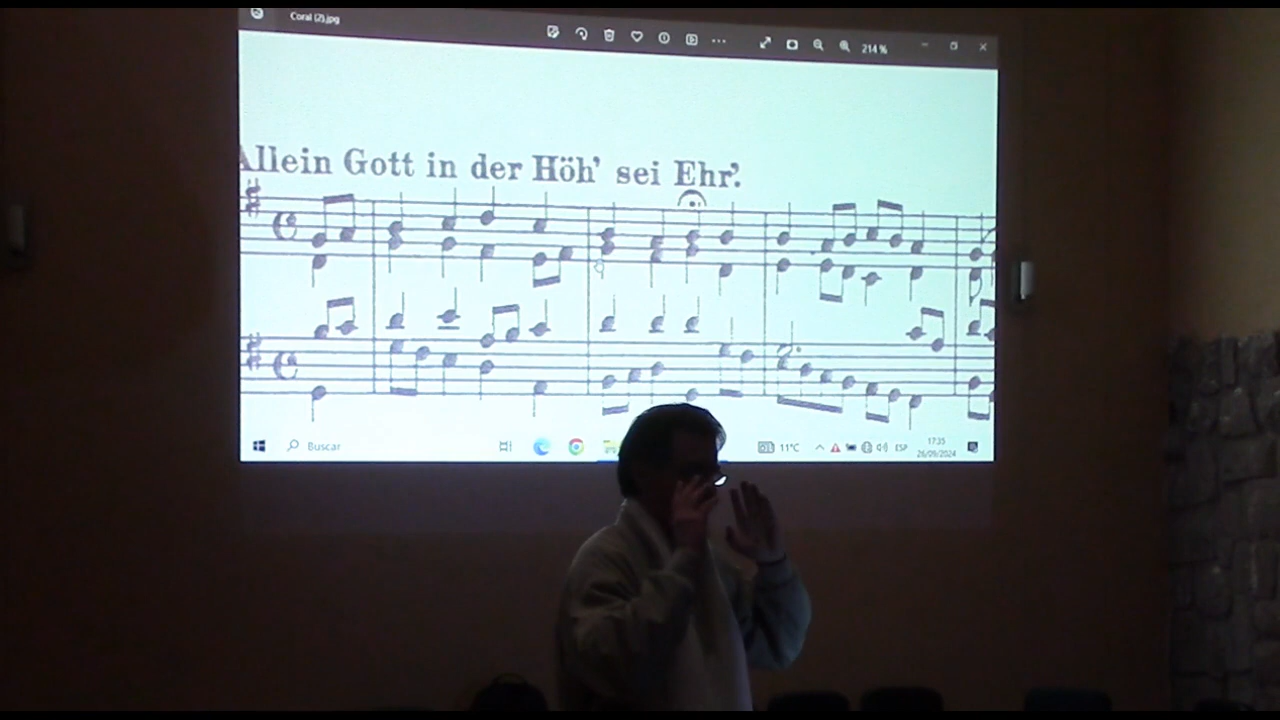 Coral (2).jpg
214 %
Allein Gott in der Höh' sei Ehr'.
Buscar
11°C
ESP
17:35
26/09/2024